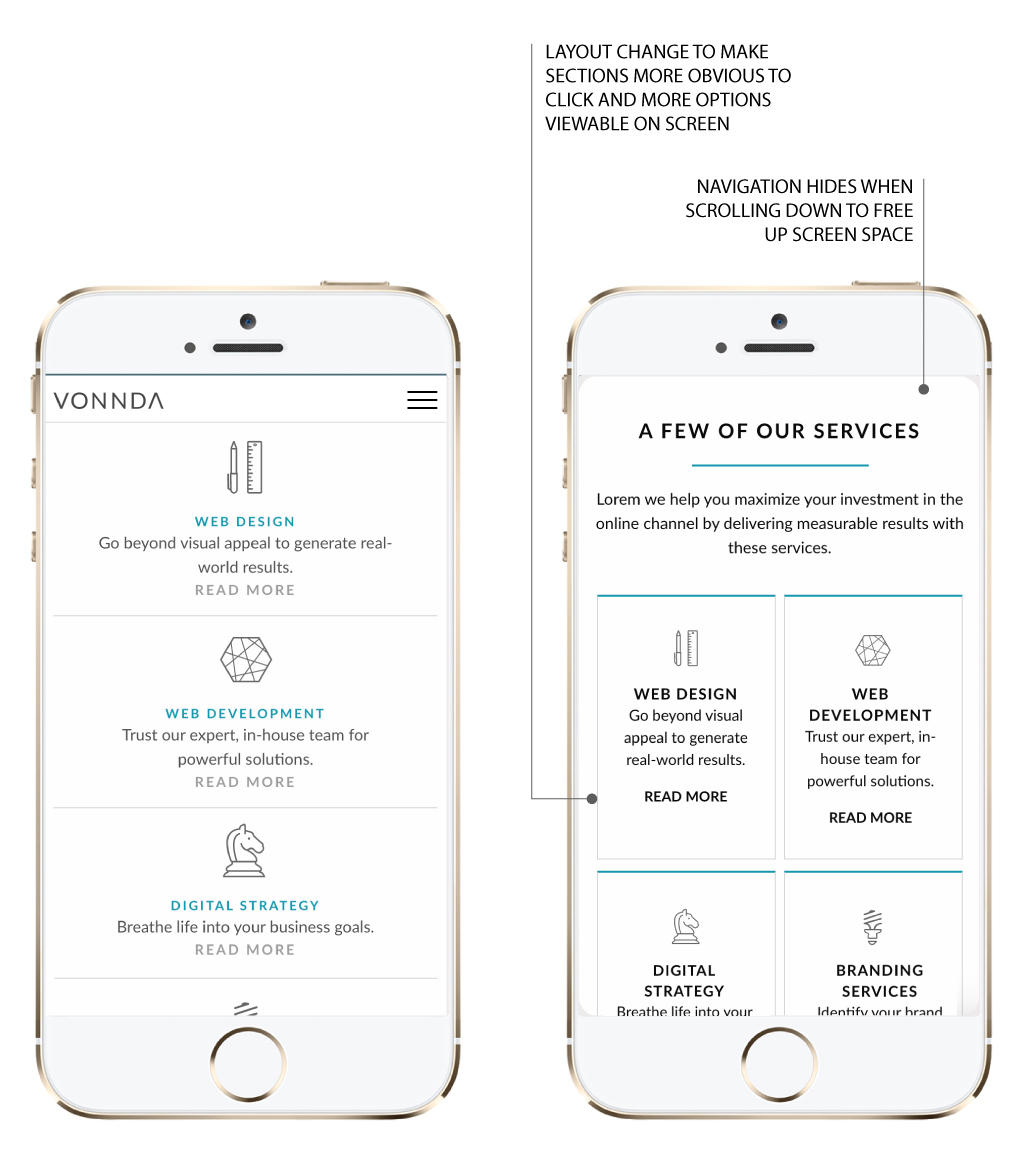 LAYOUT CHANGE TO MAKE
SECTIONS MORE OBVIOUS TO
CLICK AND MORE OPTIONS
VIEWABLE ON SCREEN
NAVIGATION HIDES WHEN
SCROLLING DOWN TO FREE
UP SCREEN SPACE
VONNDA
WEB DESIGN
Go beyond visual appeal to generate real-
world results.
READ MORE
WEB DEVELOPMENT
Trust our expert, in-house team for
powerful solutions.
READ MORE
DIGITAL STRATEGY
Breathe life into your business goals.
READ MORE
A FEW OF OUR SERVICES
Lorem we help you maximize your investment in the
online channel by delivering measurable results with
these services.
WEB DESIGN
Go beyond visual
appeal to generate
real-world results.
READ MORE
WEB
DEVELOPMENT
Trust our expert, in-
house team for
powerful solutions.
READ MORE
DIGITAL
STRATEGY
Breathe life into your
BRANDING
SERVICES
Identify your brand